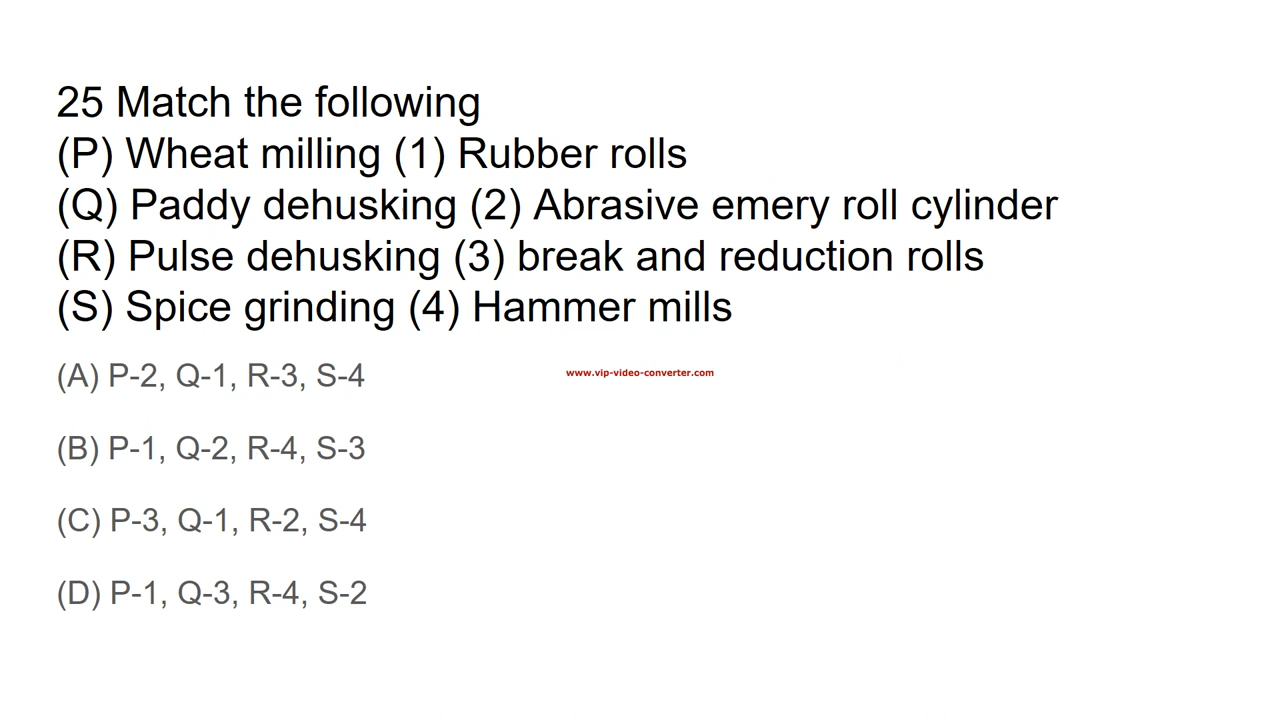 25 Match the following
(P) Wheat milling (1) Rubber rolls
(Q) Paddy dehusking (2) Abrasive emery roll cylinder
(R) Pulse dehusking (3) break and reduction rolls
(S) Spice grinding (4) Hammer mills
(A) P-2, Q-1, R-3, S-4
www.vip-video-converter.com
(B) P-1, Q-2, R-4, S-3
(C) P-3, Q-1, R-2, S-4
(D) P-1, Q-3, R-4, S-2